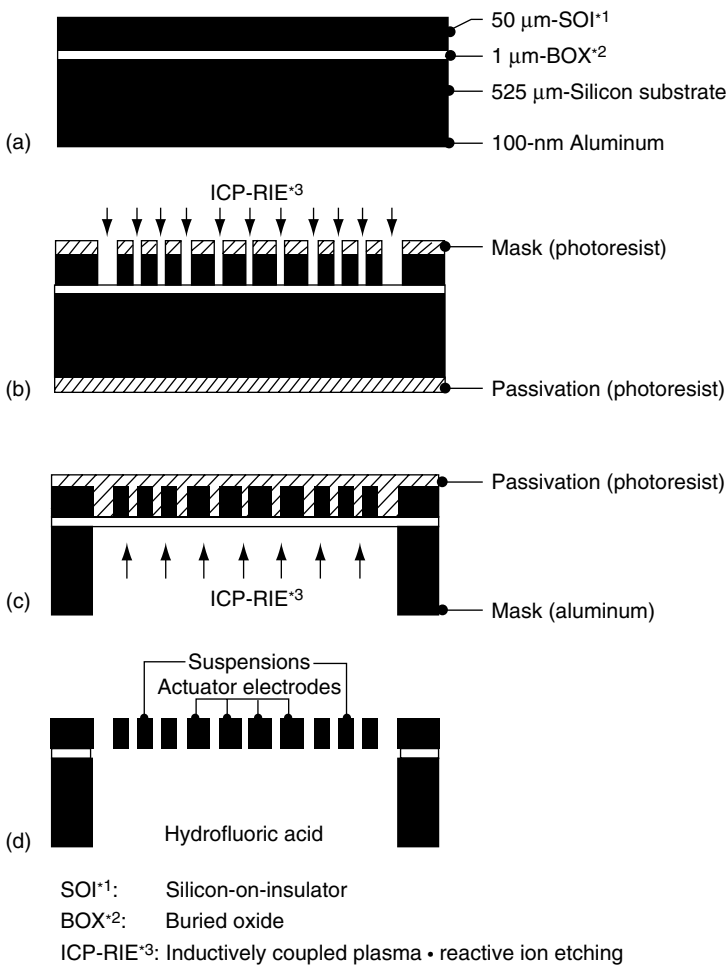 50 μm-SOI*1
1 μm-BOX*2
525 μm-Silicon substrate
100-nm Aluminum
(a)
ICP-RIE*3
Mask (photoresist)
Passivation (photoresist)
(b)
Passivation (photoresist)
ICP-RIE*3
Mask (aluminum)
(c)
Suspensions
Actuator electrodes
Hydrofluoric acid
(d)
SOI*1: Silicon-on-insulator
BOX*2: Buried oxide
ICP-RIE*3: Inductively coupled plasma • reactive ion etching